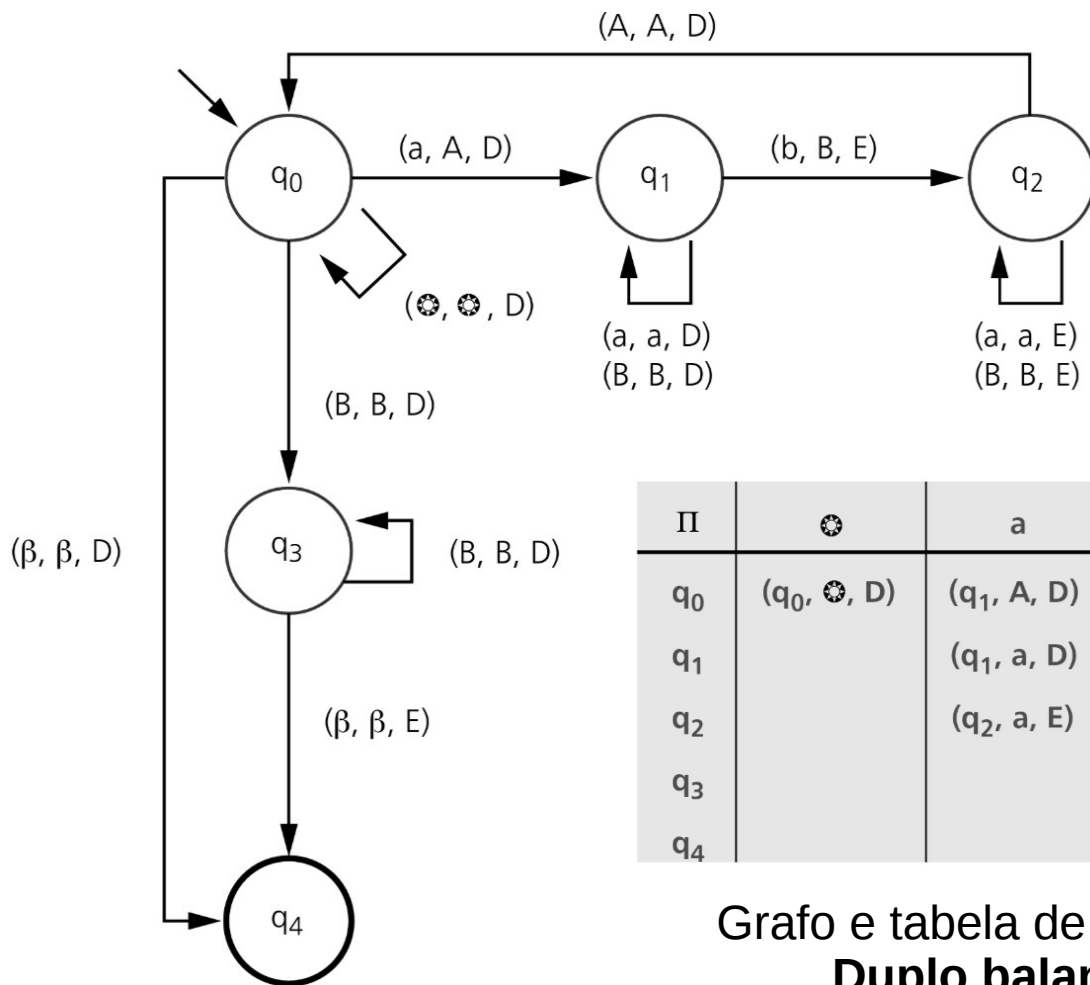 (A, A, D)
(a, A, D)
(b, B, E)
q0
q1
q2
(❂, ❂, D)
(a, a, D)
(B, B, D)
(a, a, E)
(B, B, E)
(B, B, D)
(β, β, D)
q3
(B, B, D)
(β, β, E)
q4
Π ❂ a
q0 (q0, ❂, D) (q1, A, D)
q1 (q1, a, D)
q2 (q2, a, E)
q3
q4
Grafo e tabela de
Duplo balan